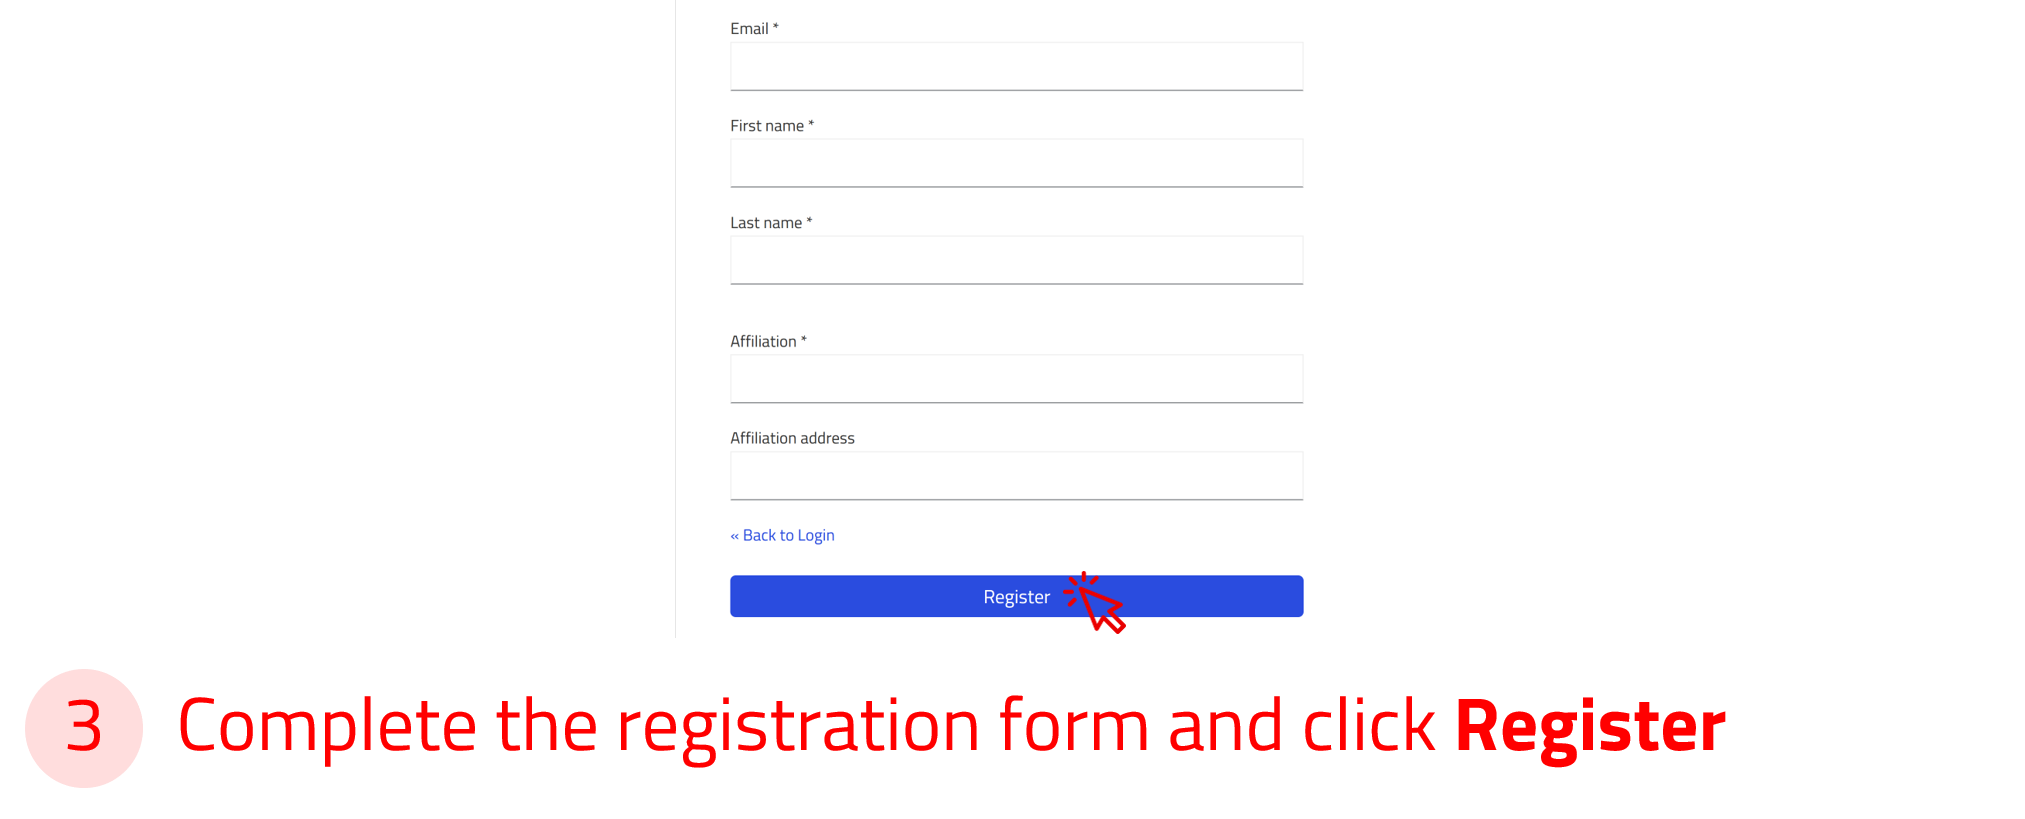 Email *
First name *
Last name *
Affiliation *
Affiliation address
« Back to Login
Register
3 Complete the registration form and click Register